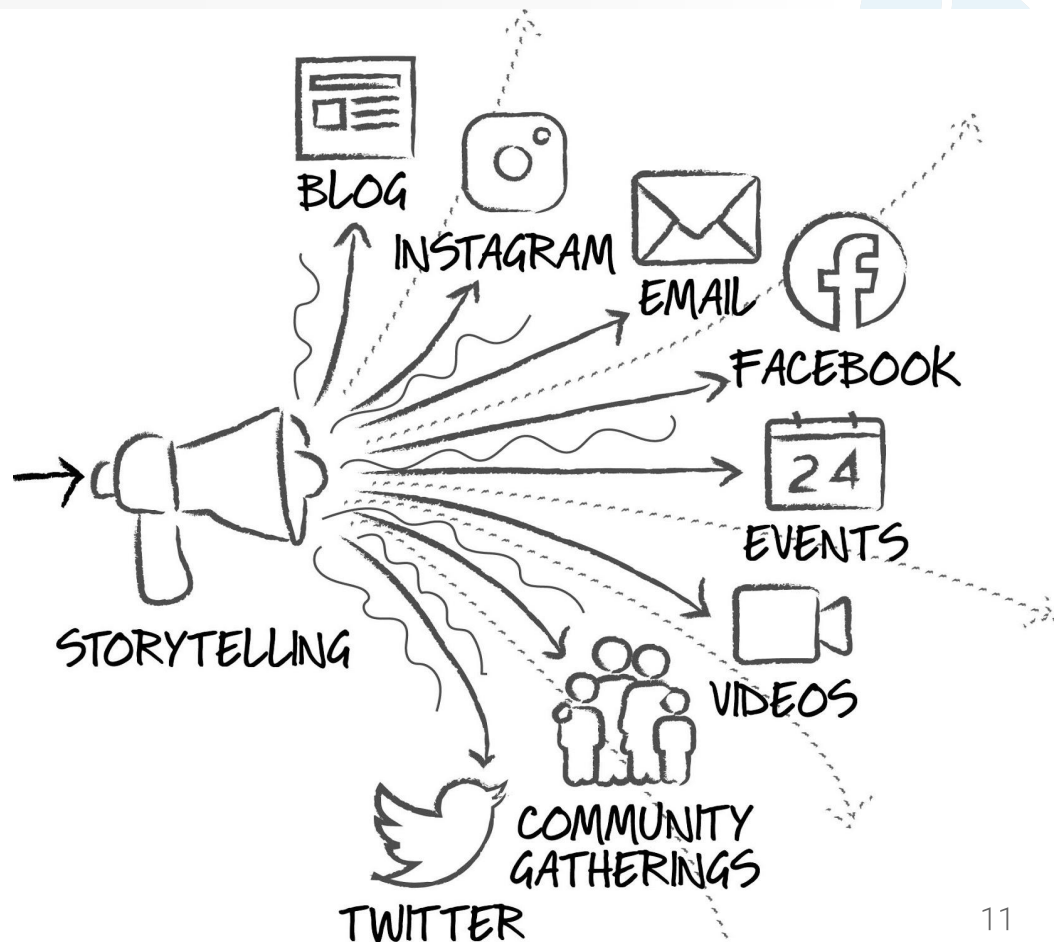 BLOG
INSTAGRAM
EMAIL
f
FACEBOOK
24
EVENTS
STORYTELLING
VIDEOS
COMMUNITY
GATHERINGS
TWITTER
11